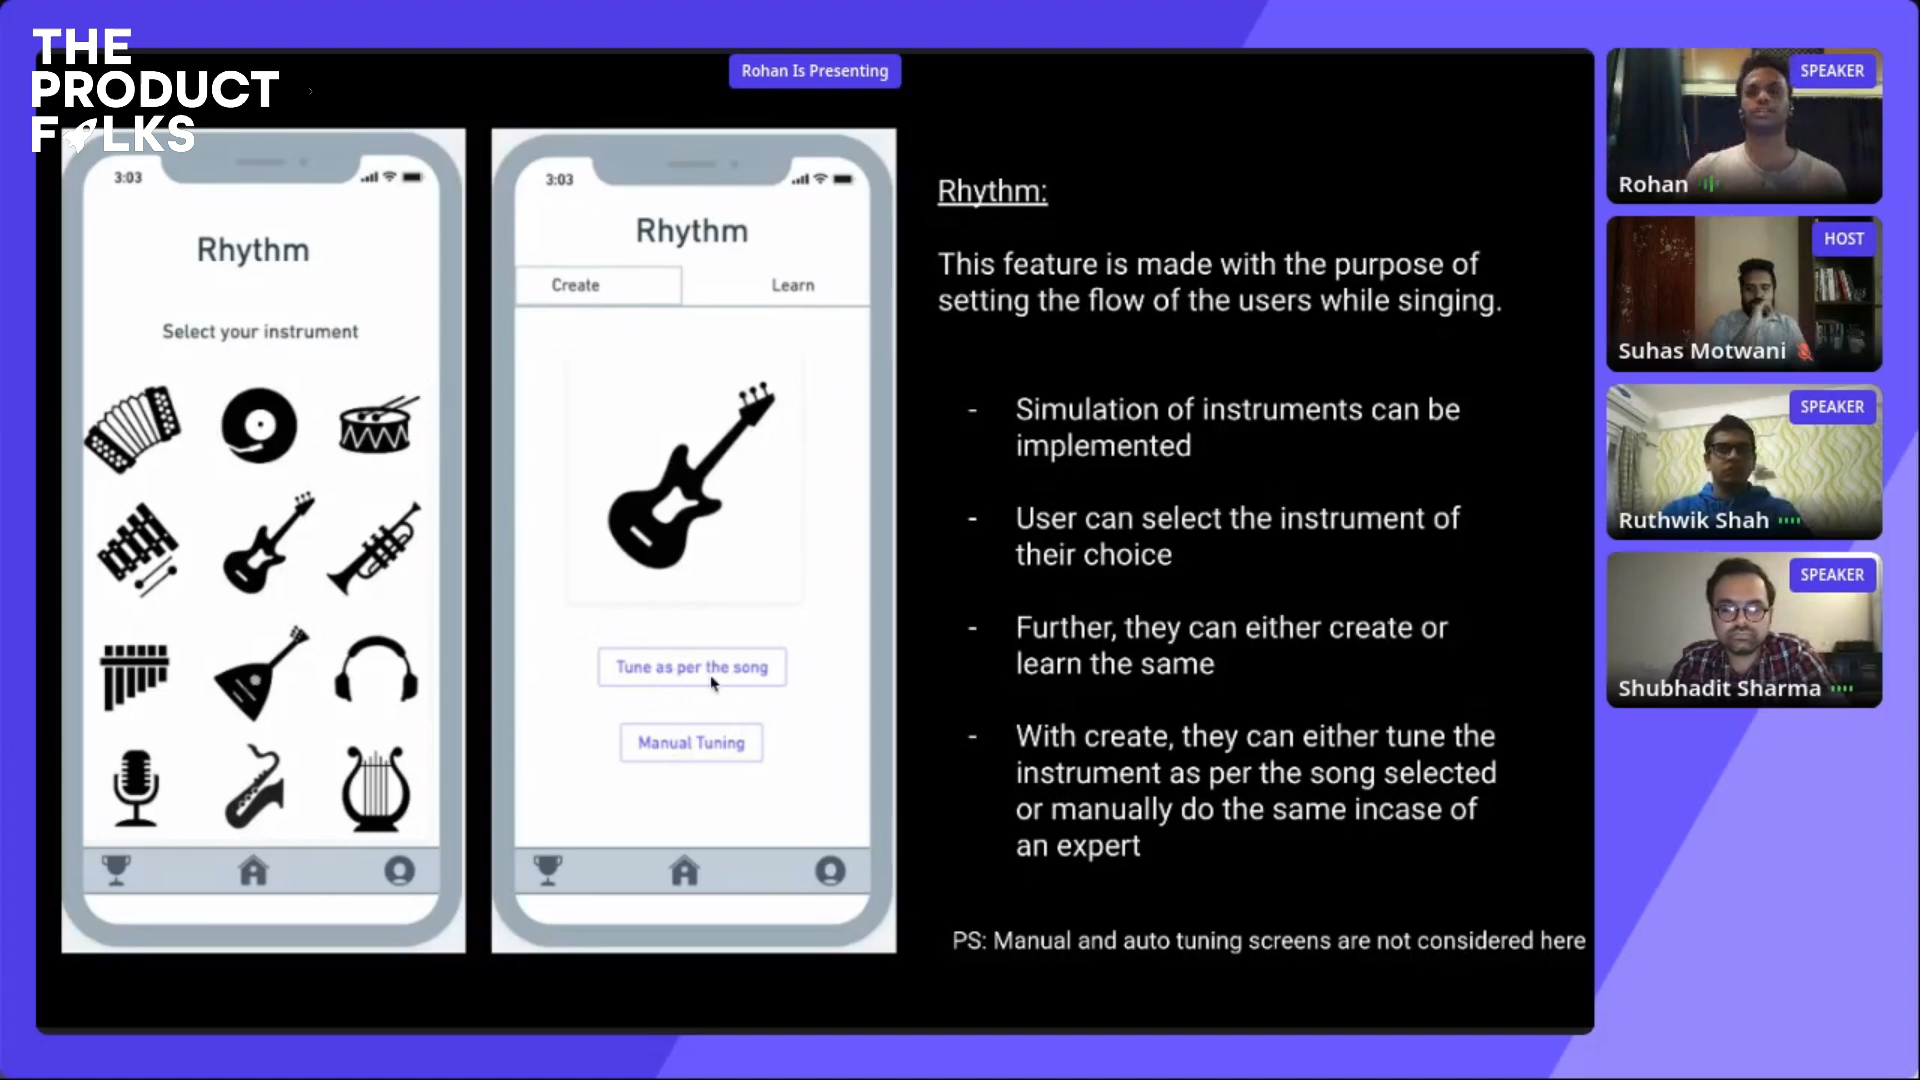 THE
PRODUCT
F LKS
Rohan Is Presenting
3:03
Rhythm
Select your instrument
3:03
Rhythm
Create
Learn
Tune as per the song
Manual Tuning
Rhythm:
This feature is made with the purpose of
setting the flow of the users while singing.
- Simulation of instruments can be
implemented
- User can select the instrument of
their choice
- Further, they can either create or
learn the same
- With create, they can either tune the
instrument as per the song selected
or manually do the same incase of
an expert
PS: Manual and auto tuning screens are not considered here
SPEAKER
Rohan
HOST
Suhas Motwani
SPEAKER
Ruthwik Shah
SPEAKER
Shubhadit Sharma